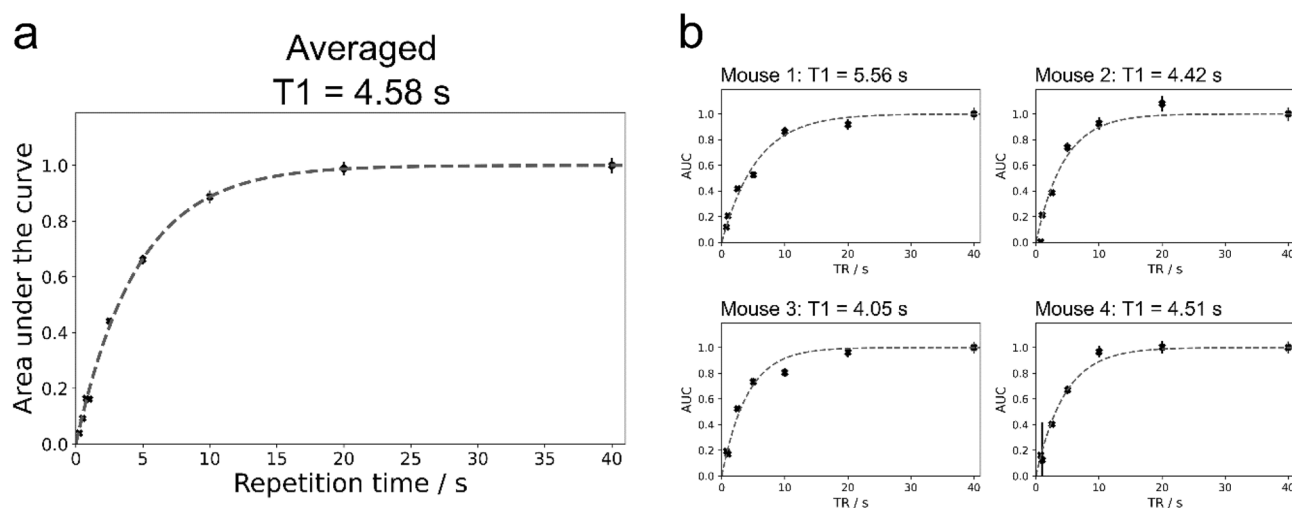 a
Averaged
T1 = 4.58 s
1.0
0.8
0.6
0.4
0.2
0.0
Area under the curve
0 5 10 15 20 25 30 35 40
Repetition time / s
b
Mouse 1: T1 = 5.56 s
1.0
0.8
0.6
0.4
0.2
0.0
AUC
0 10 20 30 40
TR / s
Mouse 2: T1 = 4.42 s
1.0
0.8
0.6
0.4
0.2
0.0
AUC
0 10 20 30 40
TR / s
Mouse 3: T1 = 4.05 s
1.0
0.8
0.6
0.4
0.2
0.0
AUC
0 10 20 30 40
TR / s
Mouse 4: T1 = 4.51 s
1.0
0.8
0.6
0.4
0.2
0.0
AUC
0 10 20 30 40
TR / s